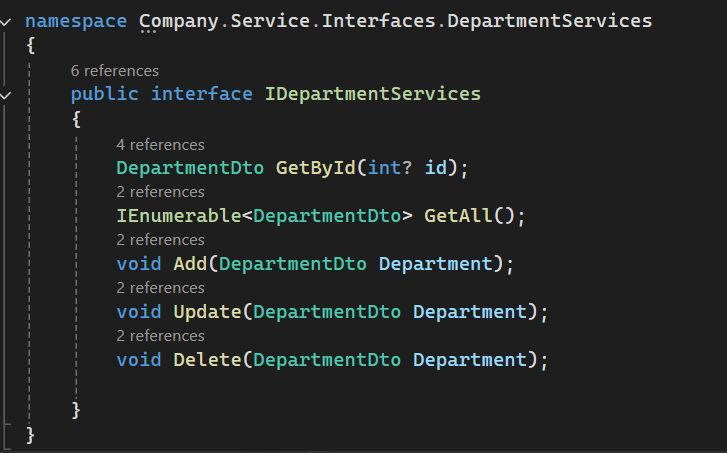 namespace Company.Service.Interfaces.DepartmentServices
{
6 references
public interface IDepartmentServices
{
4 references
DepartmentDto GetById(int? id);
2 references
IEnumerable<DepartmentDto> GetAll();
2 references
void Add(DepartmentDto Department);
2 references
void Update(DepartmentDto Department);
2 references
void Delete(DepartmentDto Department);
}
}